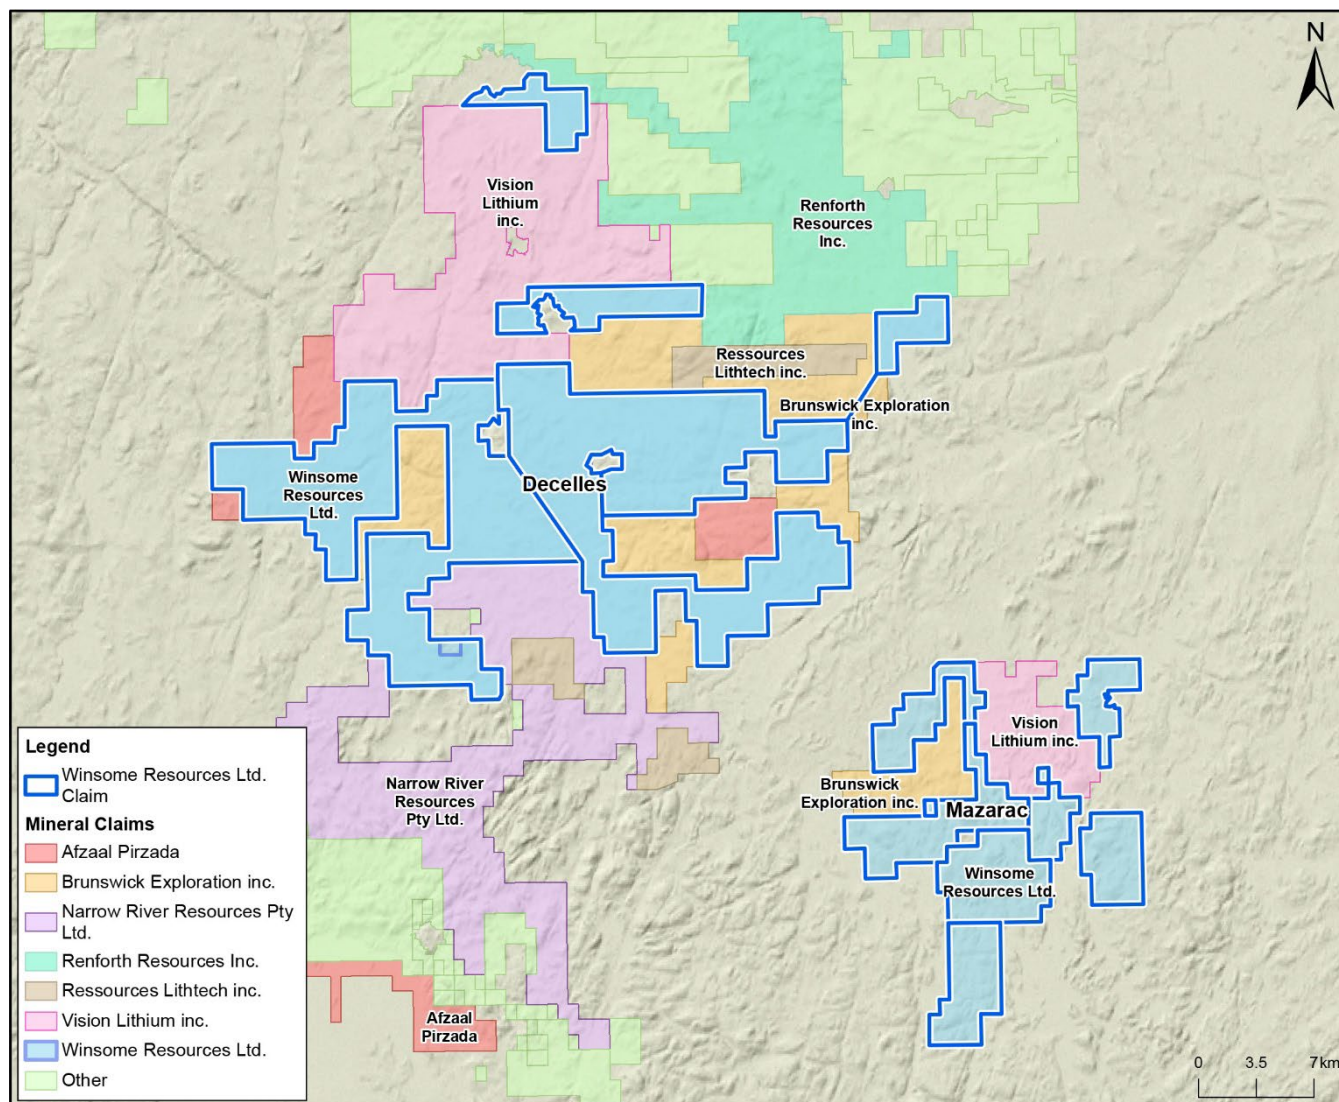 N
Vision
Lithium
inc.
Renforth
Resources
Inc.
Ressources
Lithtech inc.
Brunswick Exploration
inc.
Winsome
Resources
Ltd.
Decelles
Vision
Lithium inc.
Brunswick
Exploration inc.
Mazarac
Narrow River
Resources
Pty Ltd.
Winsome
Resources Ltd.
Afzaal
Pirzada
Legend
Winsome Resources Ltd.
Claim
Mineral Claims
Afzaal Pirzada
Brunswick Exploration inc.
Narrow River Resources Pty
Ltd.
Renforth Resources Inc.
Ressources Lithtech inc.
Vision Lithium inc.
Winsome Resources Ltd.
Other
0 3.5 7km